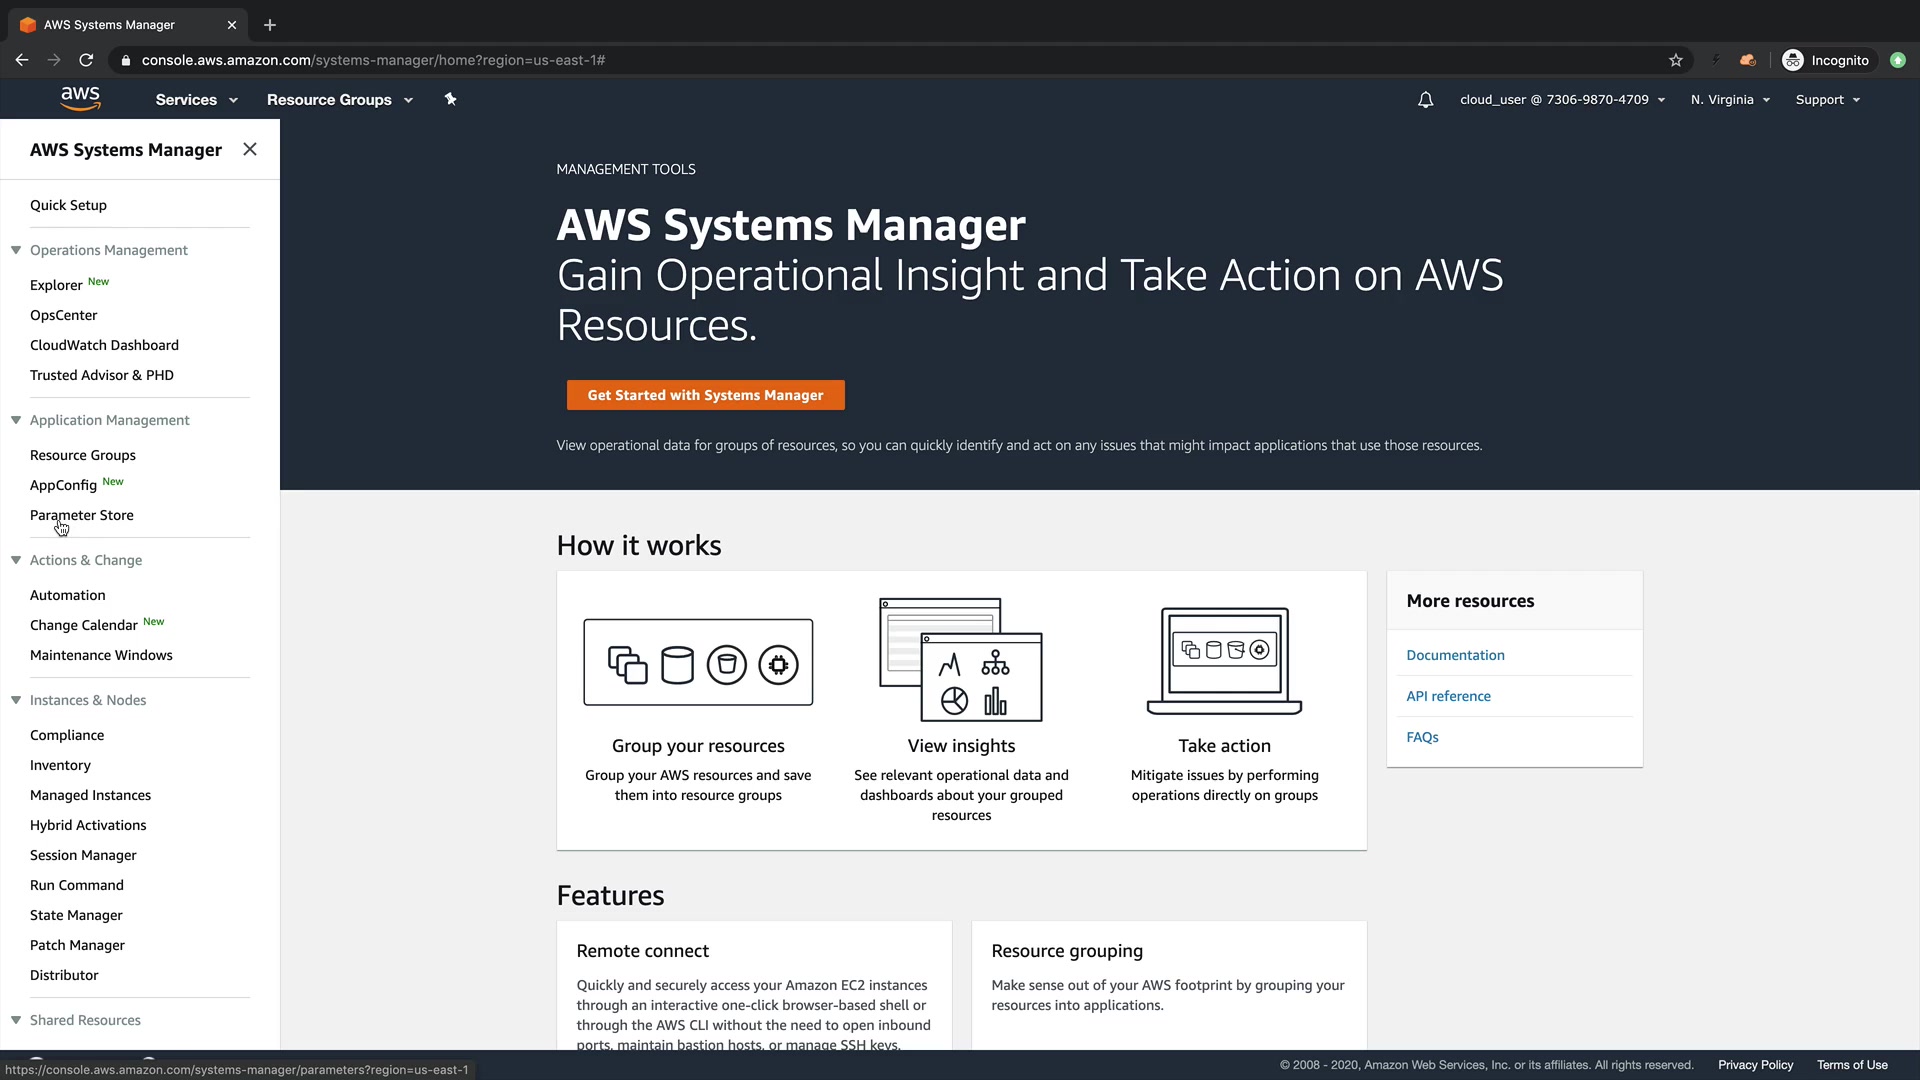 AWS Systems Manager
console.aws.amazon.com/systems-manager/home?region=us-east-1#
Incognito
aws
Services
Resource Groups
cloud_user @ 7306-9870-4709
N. Virginia
Support
AWS Systems Manager
Quick Setup
Operations Management
Explorer New
OpsCenter
CloudWatch Dashboard
Trusted Advisor & PHD
Application Management
Resource Groups
AppConfig New
Parameter Store
Actions & Change
Automation
Change Calendar New
Maintenance Windows
Instances & Nodes
Compliance
Inventory
Managed Instances
Hybrid Activations
Session Manager
Run Command
State Manager
Patch Manager
Distributor
Shared Resources
MANAGEMENT TOOLS
AWS Systems Manager
Gain Operational Insight and Take Action on AWS
Resources.
Get Started with Systems Manager
View operational data for groups of resources, so you can quickly identify and act on any issues that might impact applications that use those resources.
How it works
Group your resources
Group your AWS resources and save
them into resource groups
View insights
See relevant operational data and
dashboards about your grouped
resources
Take action
Mitigate issues by performing
operations directly on groups
More resources
Documentation
API reference
FAQs
Features
Remote connect
Quickly and securely access your Amazon EC2 instances
through an interactive one-click browser-based shell or
through the AWS CLI without the need to open inbound
ports, maintain bastion hosts, or manage SSH keys.
Resource grouping
Make sense out of your AWS footprint by grouping your
resources into applications.
https://console.aws.amazon.com/systems-manager/parameters?region=us-east-1
© 2008 - 2020, Amazon Web Services, Inc. or its affiliates. All rights reserved.
Privacy Policy
Terms of Use